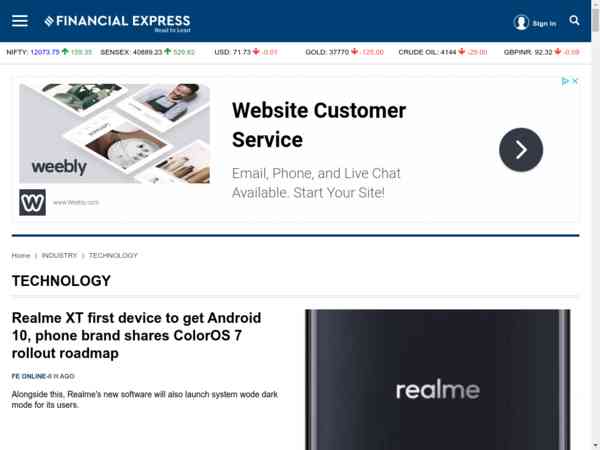 FINANCIAL EXPRESS
Read to Lead
Sign In
NIFTY: 12073.75 159.35 SENSEX: 40889.23 529.82 USD: 71.73 -0.01 GOLD: 37770 -125.00 CRUDE OIL: 4144 -29.00 GBPINR: 92.32 -0.09
Website Customer
Service
Email, Phone, and Live Chat
Available. Start Your Site!
weebly
www.Weebly.com
Home | INDUSTRY | TECHNOLOGY
TECHNOLOGY
Realme XT first device to get Android
10, phone brand shares ColorOS 7
rollout roadmap
FE ONLINE-6 H AGO
Alongside this, Realme's new software will also launch system wode dark
mode for its users.
realme